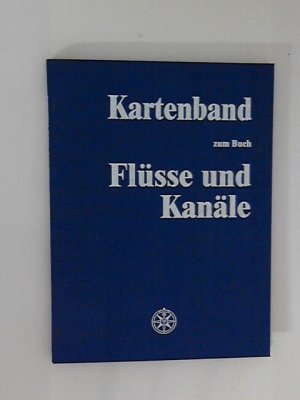 Kartenband
zum Buch
Flüsse und
Kanäle